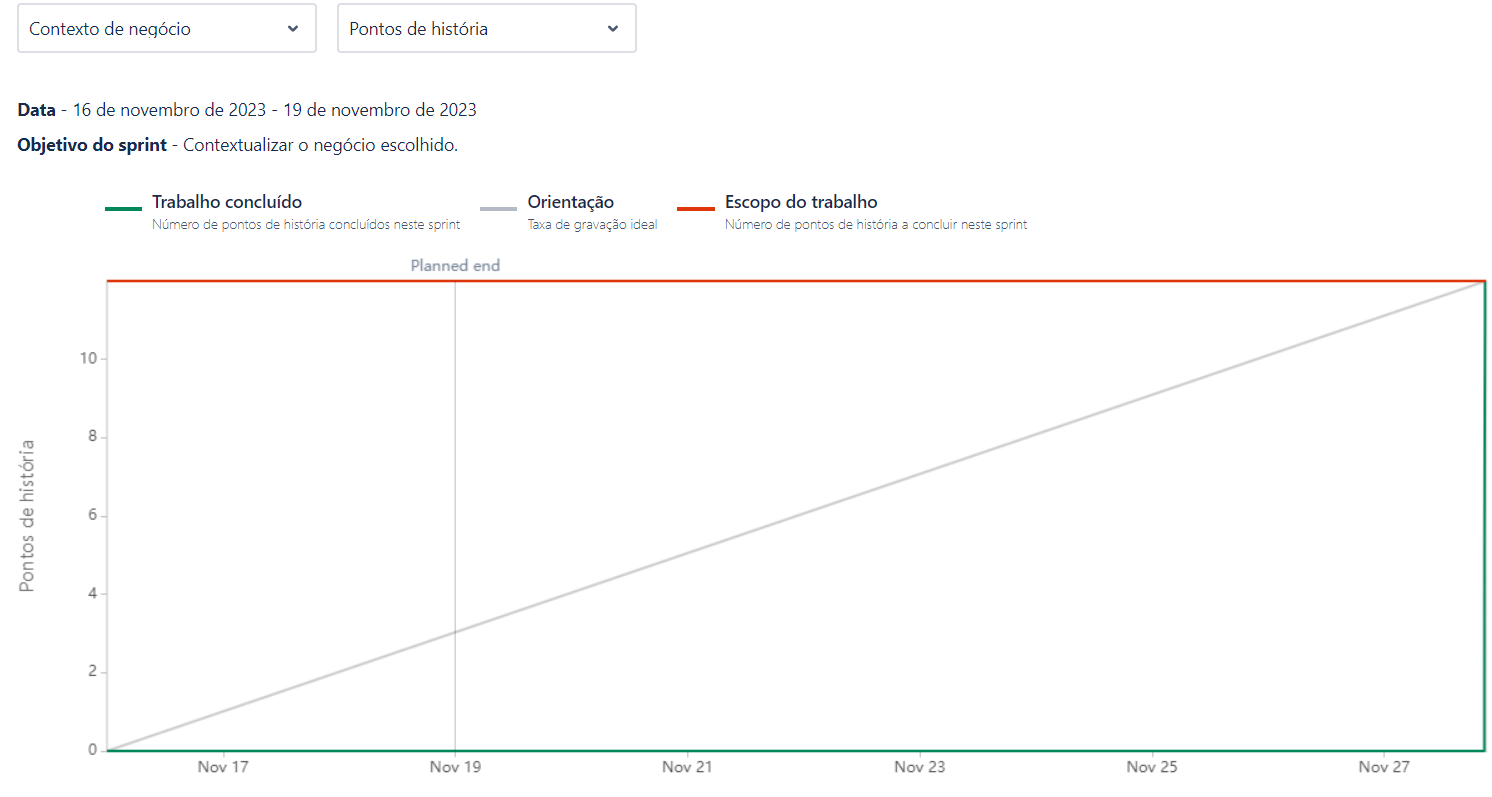 Contexto de negócio Pontos de história
Data - 16 de novembro de 2023 - 19 de novembro de 2023
Objetivo do sprint - Contextualizar o negócio escolhido.
Trabalho concluído Orientação Escopo do trabalho
Número de pontos de história concluídos neste sprint Taxa de gravação ideal Número de pontos de história a concluir neste sprint
Planned end
10
8
6
4
2
0
Pontos de história
Nov 17 Nov 19 Nov 21 Nov 23 Nov 25 Nov 27